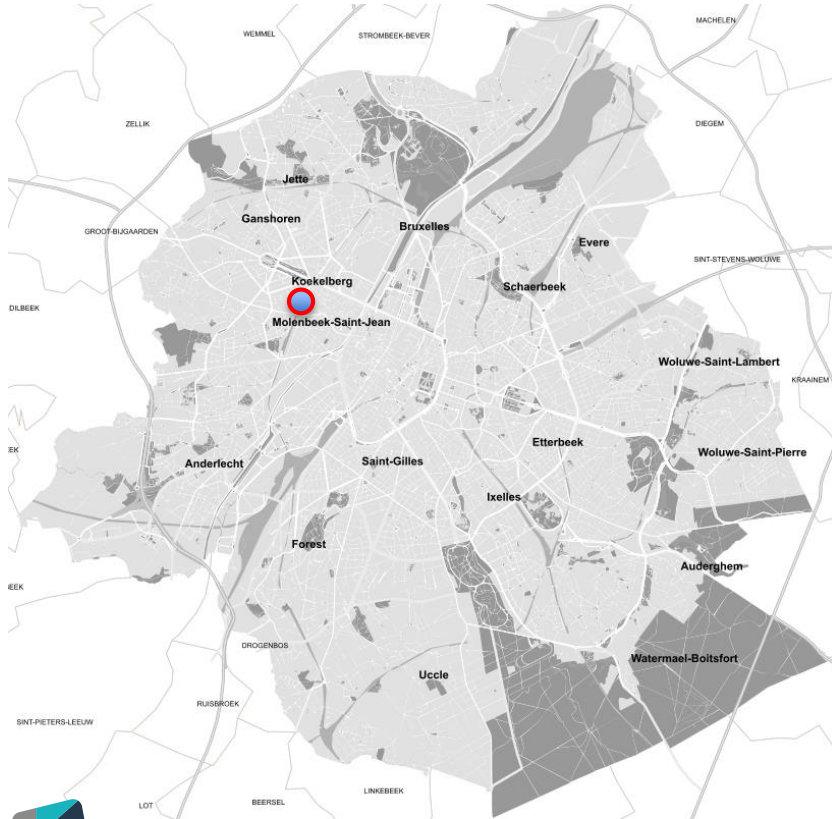 MACHELEN
WEMMEL
STROMBEEK-BEVER
ZELLIK
DIEGEM
Jette
Ganshoren
Bruxelles
GROOT-BIJGAARDEN
Evere
SINT-STEVENS-WOLUWE
Koekelberg
Schaerbeek
DILBEEK
Molenbeek-Saint-Jean
Woluwe-Saint-Lambert
KRAAINEM
Etterbeek
EEK
Woluwe-Saint-Pierre
Anderlecht
Saint-Gilles
Ixelles
Forest
Auderghem
BEEK
DROGENBOS
Watermael-Boitsfort
Uccle
RUISBROEK
SINT-PIETERS-LEEUW
LINKEBEEK
LOT
BEERSEL